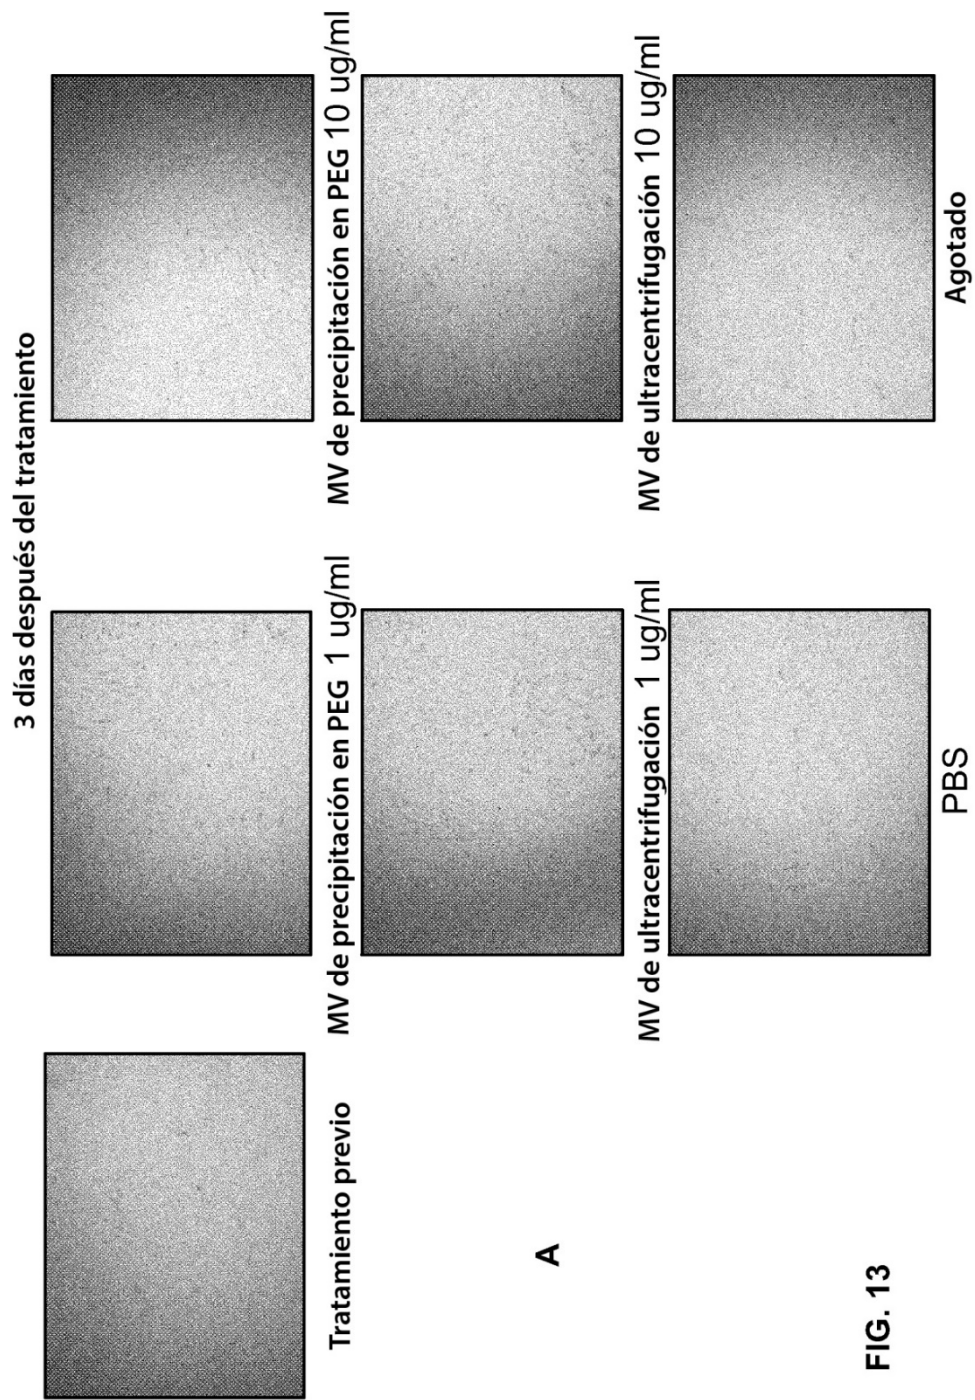 3 días después del tratamiento
Tratamiento previo
MV de precipitación en PEG 1 ug/ml
MV de precipitación en PEG 10 ug/ml
MV de ultracentrifugación 1 ug/ml
MV de ultracentrifugación 10 ug/ml
A
PBS
Agotado
FIG. 13